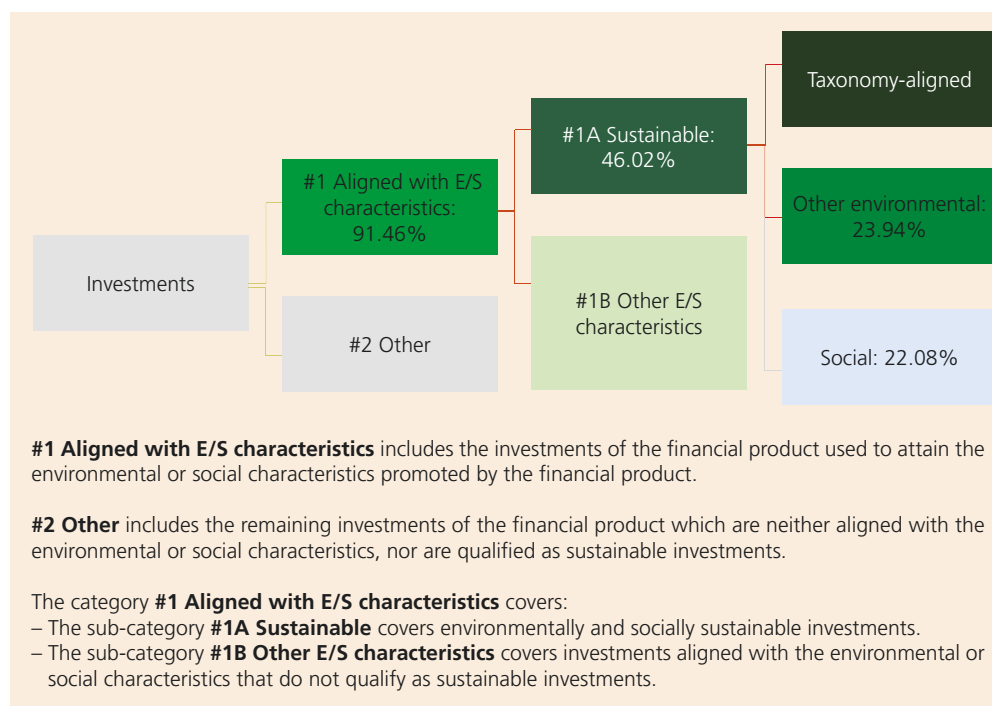 Taxonomy-aligned
#1A Sustainable:
46.02%
#1 Aligned with E/S
characteristics:
91.46%
Other environmental:
23.94%
Investments
#1B Other E/S
characteristics
#2 Other
Social: 22.08%
#1 Aligned with E/S characteristics includes the investments of the financial product used to attain the
environmental or social characteristics promoted by the financial product.
#2 Other includes the remaining investments of the financial product which are neither aligned with the
environmental or social characteristics, nor are qualified as sustainable investments.
The category #1 Aligned with E/S characteristics covers:
– The sub-category #1A Sustainable covers environmentally and socially sustainable investments.
– The sub-category #1B Other E/S characteristics covers investments aligned with the environmental or
social characteristics that do not qualify as sustainable investments.